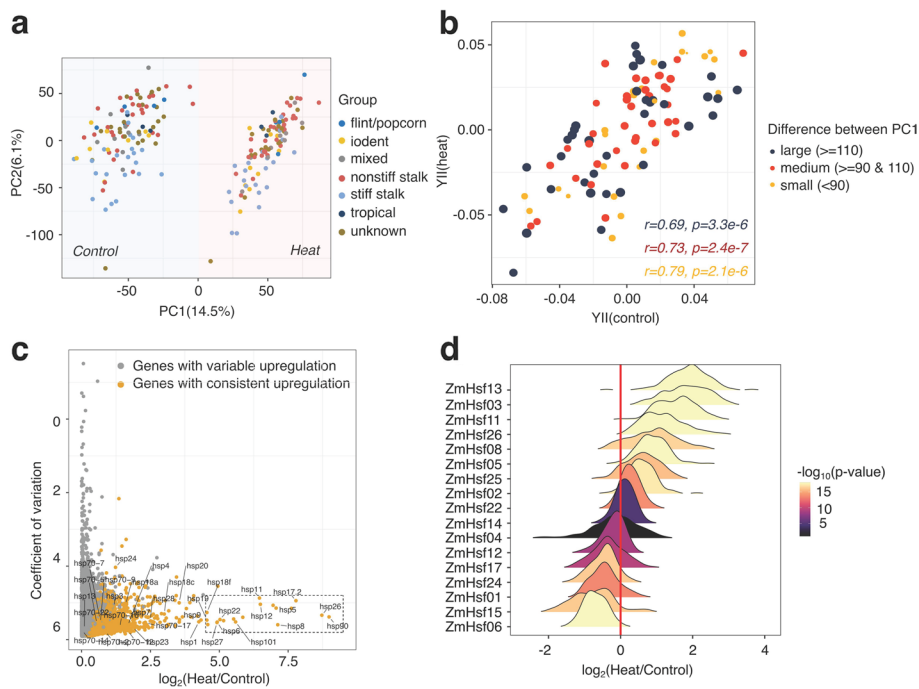 a
50
0
-50
-100
PC2(6.1%)
Control
Heat
-50
0
50
PC1(14.5%)
Group
flint/popcorn
iodent
mixed
nonstiff stalk
stiff stalk
tropical
unknown
b
0.05
0.00
-0.05
YII(heat)
r=0.69, p=3.3e-6
r=0.73, p=2.4e-7
r=0.79, p=2.1e-6
-0.08
-0.04
0.00
0.04
YII(control)
Difference between PC1
large (>=110)
medium (>=90 & 110)
small (<90)
c
Genes with variable upregulation
Genes with consistent upregulation
0
2
4
6
Coefficient of variation
hsp24
hsp70-7
hsp4
hsp20
hsp18a
hsp18c
hsp18f
hsp11
hsp17.2
hsp3
hsp26
hsp22
hsp12
hsp90
hsp70-17
hsp6
hsp8
hsp23
hsp1
hsp27
hsp101
0.0
2.5
5.0
7.5
log2(Heat/Control)
d
ZmHsf13
ZmHsf03
ZmHsf11
ZmHsf26
ZmHsf08
ZmHsf05
ZmHsf25
ZmHsf02
ZmHsf22
ZmHsf14
ZmHsf04
ZmHsf12
ZmHsf17
ZmHsf24
ZmHsf01
ZmHsf15
ZmHsf06
-2
0
2
4
log2(Heat/Control)
-log10(p-value)
15
10
5